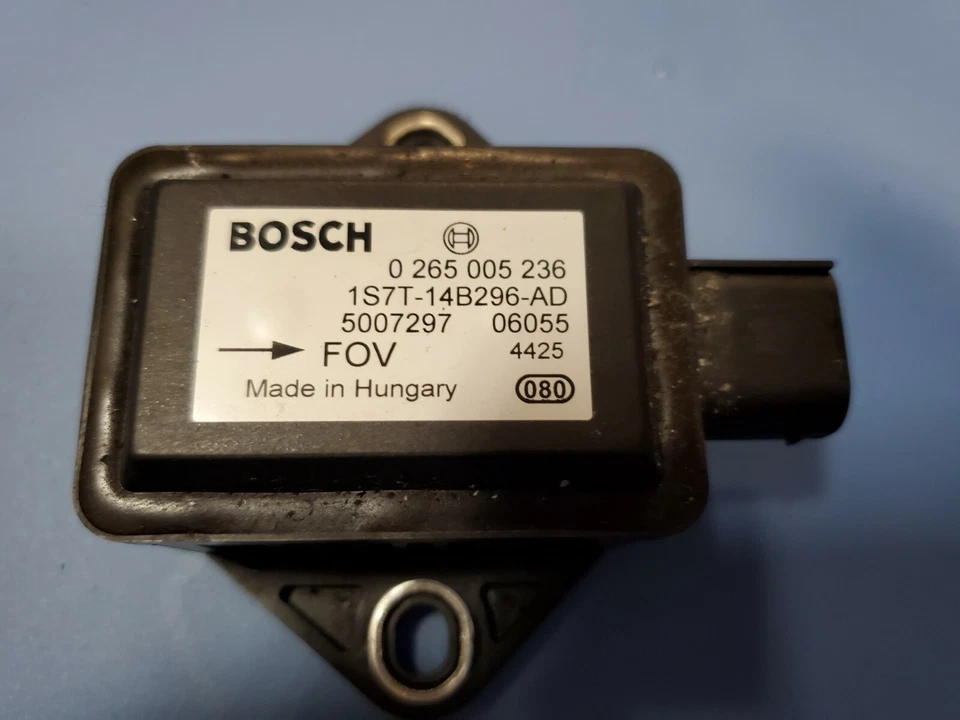 BOSCH
0 265 005 236
1S7T-14B296-AD
5007297 06055
FOV 4425
Made in Hungary 080